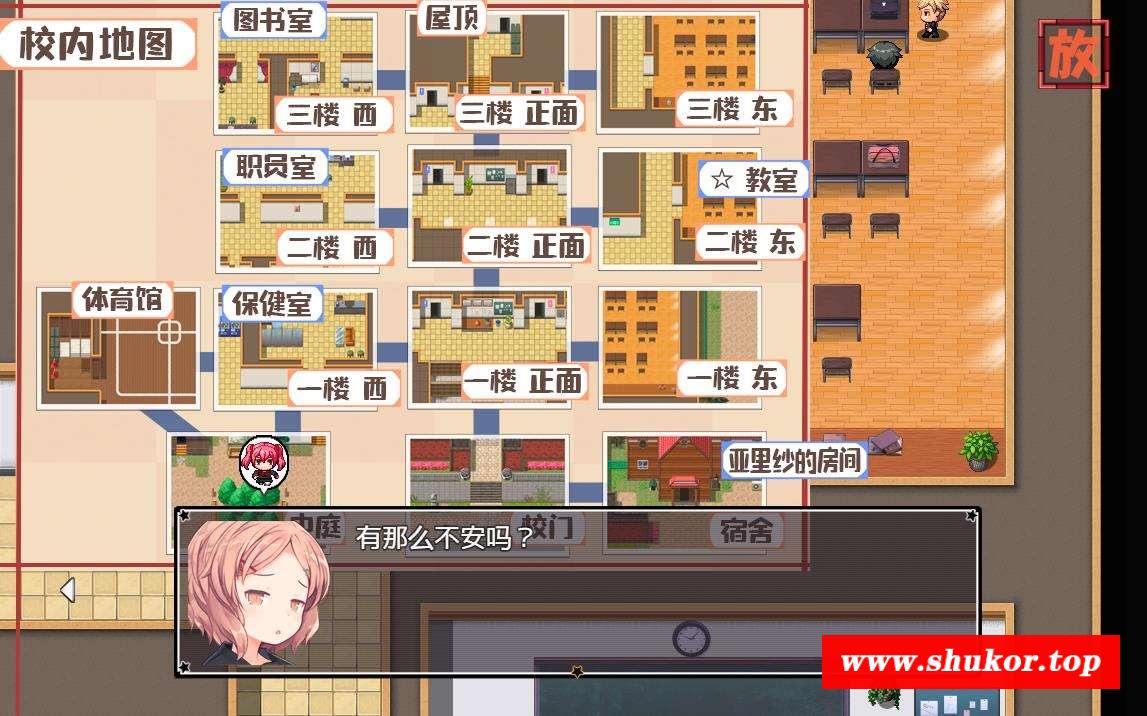 校内地图
图书室
屋顶
放
三楼 西
三楼 正面
三楼 东
职员室
☆ 教室
二楼 西
二楼 正面
二楼 东
体育馆
保健室
一楼 西
一楼 正面
一楼 东
亚里纱的房间
中庭
校门
宿舍
有那么不安吗？
www.shukor.top